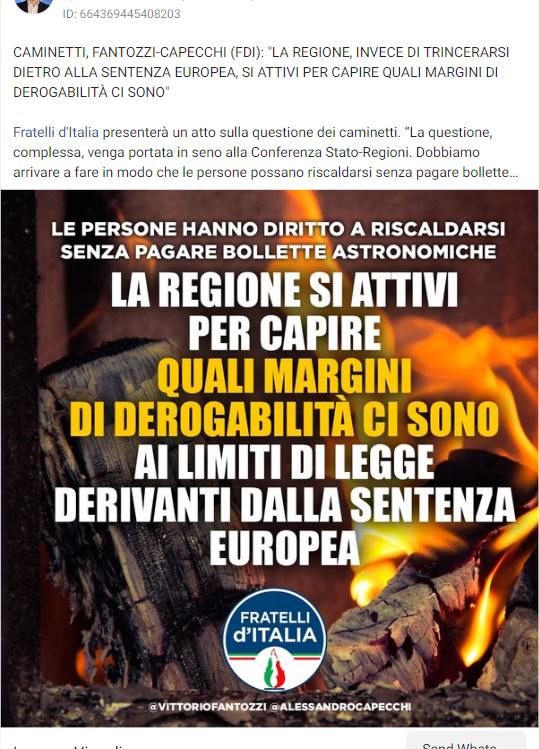 ID: 664369445408203
CAMINETTI, FANTOZZI-CAPECCHI (FDI): "LA REGIONE, INVECE DI TRINCERARSI
DIETRO ALLA SENTENZA EUROPEA, SI ATTIVI PER CAPIRE QUALI MARGINI DI
DEROGABILITÀ CI SONO"
Fratelli d'Italia presenterà un atto sulla questione dei caminetti. “La questione,
complessa, venga portata in seno alla Conferenza Stato-Regioni. Dobbiamo
arrivare a fare in modo che le persone possano riscaldarsi senza pagare bollette...
LE PERSONE HANNO DIRITTO A RISCALDARSI
SENZA PAGARE BOLLETTE ASTRONOMICHE
LA REGIONE SI ATTIVI
PER CAPIRE
QUALI MARGINI
DI DEROGABILITÀ CI SONO
AI LIMITI DI LEGGE
DERIVANTI DALLA SENTENZA
EUROPEA
FRATELLI
d'ITALIA
@VITTORIOFANTOZZI @ALESSANDROCAPECCHI
Send Whats